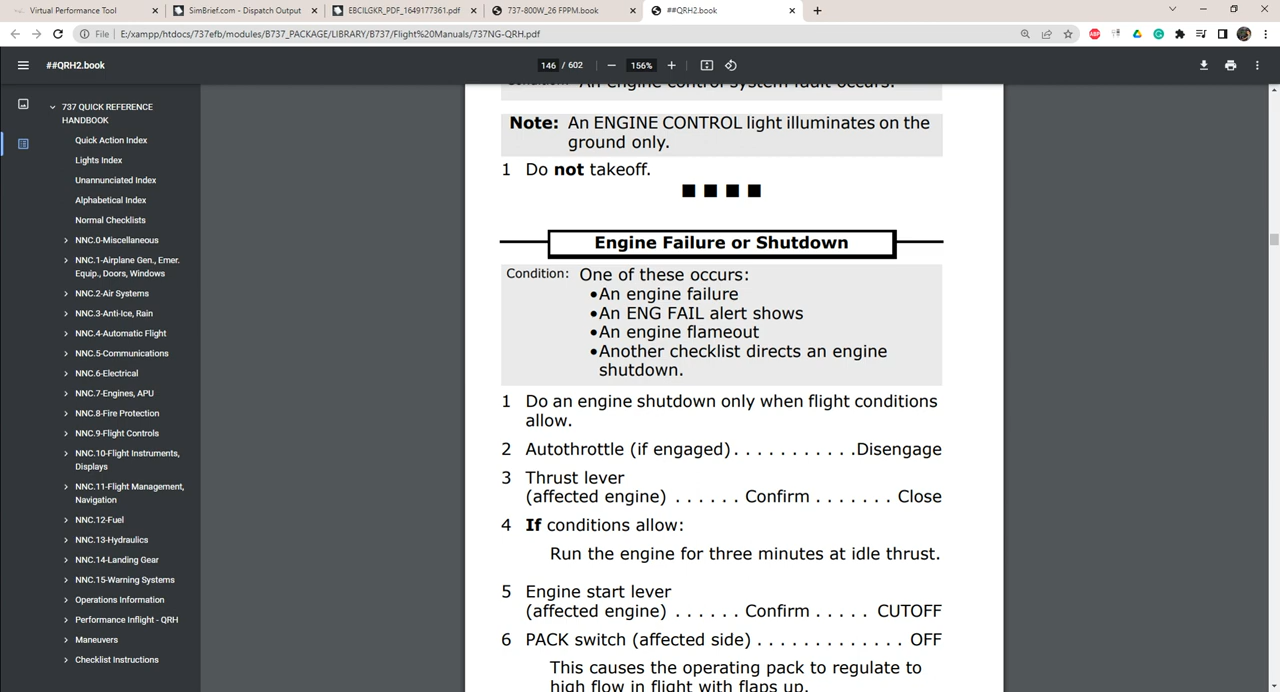 Virtual Performance Tool
SimBrief.com - Dispatch Output
EBCILGKR_PDF_1649177361.pdf
737-800W_26 FPPM.book
##QRH2.book
File
E:/xampp/htdocs/737efb/modules/B737_PACKAGE/LIBRARY/B737/Flight%20Manuals/737NG-QRH.pdf
##QRH2.book
146 / 602
156%
737 QUICK REFERENCE
HANDBOOK
Quick Action Index
Lights Index
Unannunciated Index
Alphabetical Index
Normal Checklists
NNC.0-Miscellaneous
NNC.1-Airplane Gen., Emer.
Equip., Doors, Windows
NNC.2-Air Systems
NNC.3-Anti-Ice, Rain
NNC.4-Automatic Flight
NNC.5-Communications
NNC.6-Electrical
NNC.7-Engines, APU
NNC.8-Fire Protection
NNC.9-Flight Controls
NNC.10-Flight Instruments,
Displays
NNC.11-Flight Management,
Navigation
NNC.12-Fuel
NNC.13-Hydraulics
NNC.14-Landing Gear
NNC.15-Warning Systems
Operations Information
Performance Inflight - QRH
Maneuvers
Checklist Instructions
Condition: An engine control system fault occurs.
Note: An ENGINE CONTROL light illuminates on the
ground only.
1 Do not takeoff.
Engine Failure or Shutdown
Condition: One of these occurs:
•An engine failure
•An ENG FAIL alert shows
•An engine flameout
•Another checklist directs an engine
shutdown.
1 Do an engine shutdown only when flight conditions
allow.
2 Autothrottle (if engaged) . . . . . . . . . . . .Disengage
3 Thrust lever
(affected engine) . . . . . . Confirm . . . . . . . Close
4 If conditions allow:
Run the engine for three minutes at idle thrust.
5 Engine start lever
(affected engine) . . . . . . Confirm . . . . . CUTOFF
6 PACK switch (affected side) . . . . . . . . . . . . . OFF
This causes the operating pack to regulate to
high flow in flight with flaps up.